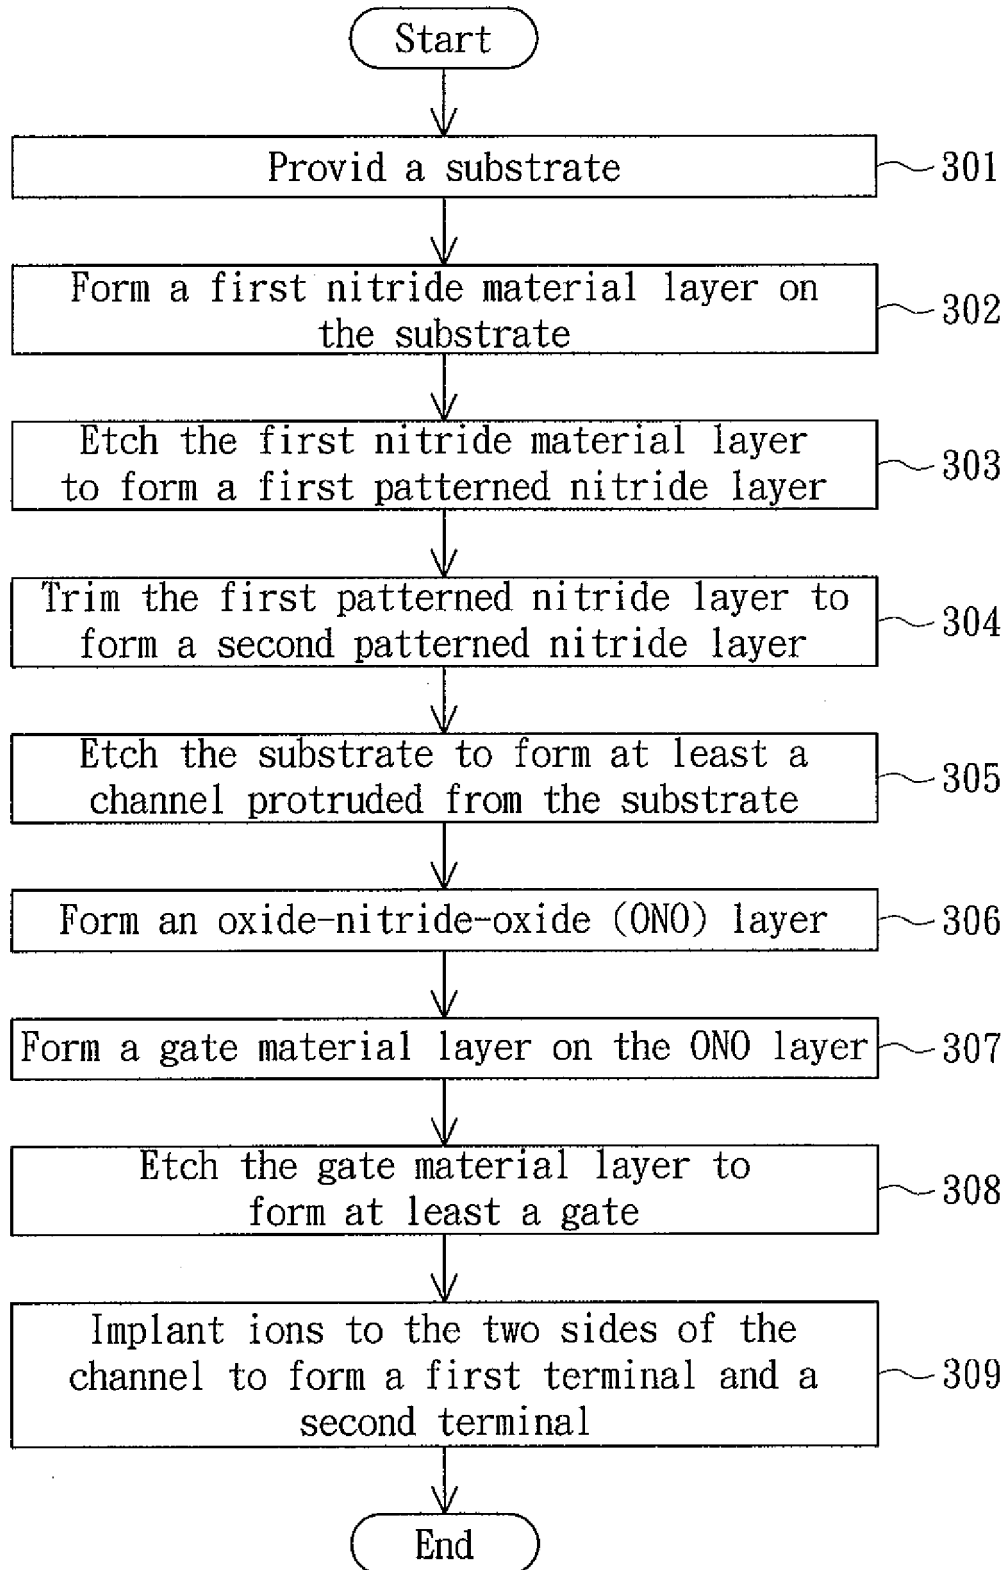 Start
Provid a substrate
301
Form a first nitride material layer on
the substrate
302
Etch the first nitride material layer
to form a first patterned nitride layer
303
Trim the first patterned nitride layer to
form a second patterned nitride layer
304
Etch the substrate to form at least a
channel protruded from the substrate
305
Form an oxide-nitride-oxide (ONO) layer
306
Form a gate material layer on the ONO layer
307
Etch the gate material layer to
form at least a gate
308
Implant ions to the two sides of the
channel to form a first terminal and a
second terminal
309
End